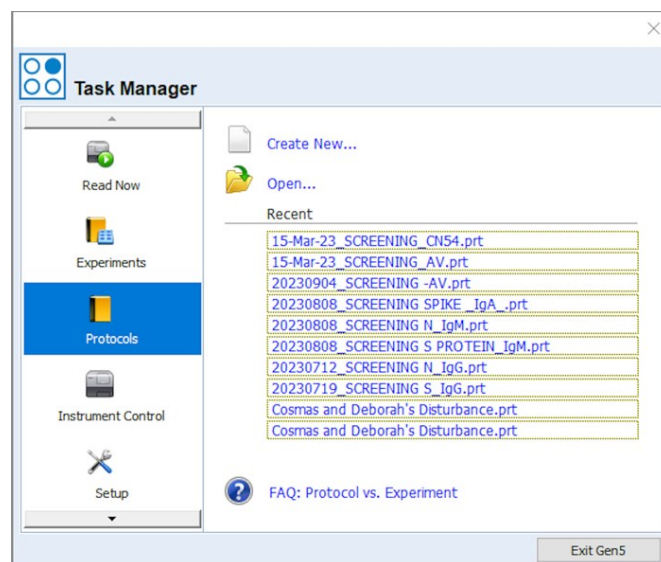 Task Manager
Read Now
Experiments
Protocols
Instrument Control
Setup
Create New...
Open...
Recent
15-Mar-23_SCREENING_CN54.prt
15-Mar-23_SCREENING_AV.prt
20230904_SCREENING -AV.prt
20230808_SCREENING SPIKE _IgA_.prt
20230808_SCREENING N_IgM.prt
20230808_SCREENING S PROTEIN_IgM.prt
20230712_SCREENING N_IgG.prt
20230719_SCREENING S_IgG.prt
Cosmas and Deborah's Disturbance.prt
Cosmas and Deborah's Disturbance.prt
FAQ: Protocol vs. Experiment
Exit Gen5